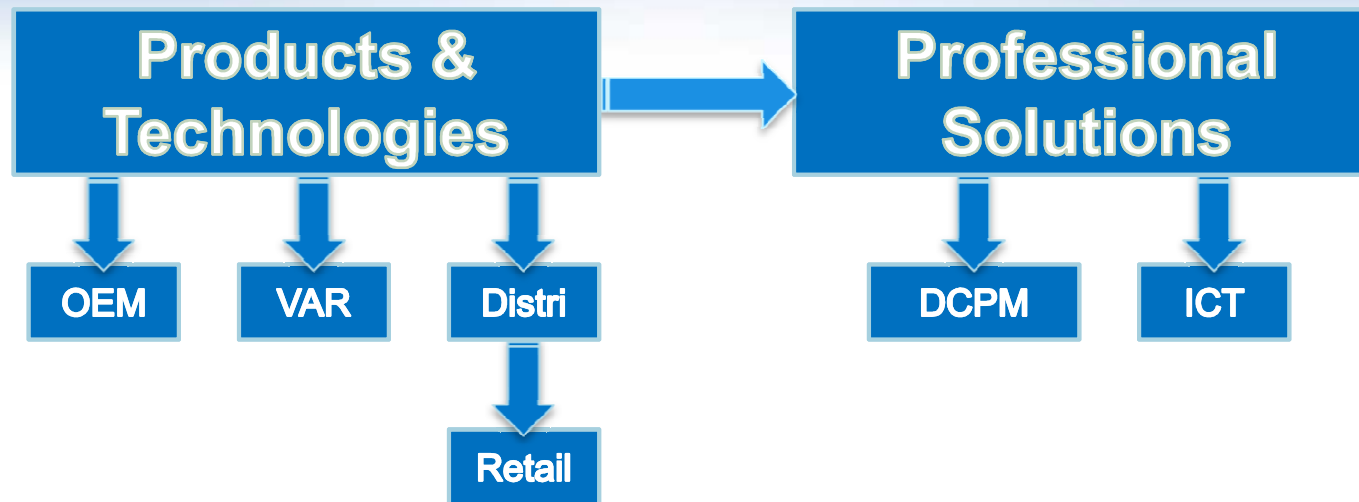 Products &
Technologies
Professional
Solutions
OEM
VAR
Distri
DCPM
ICT
Retail